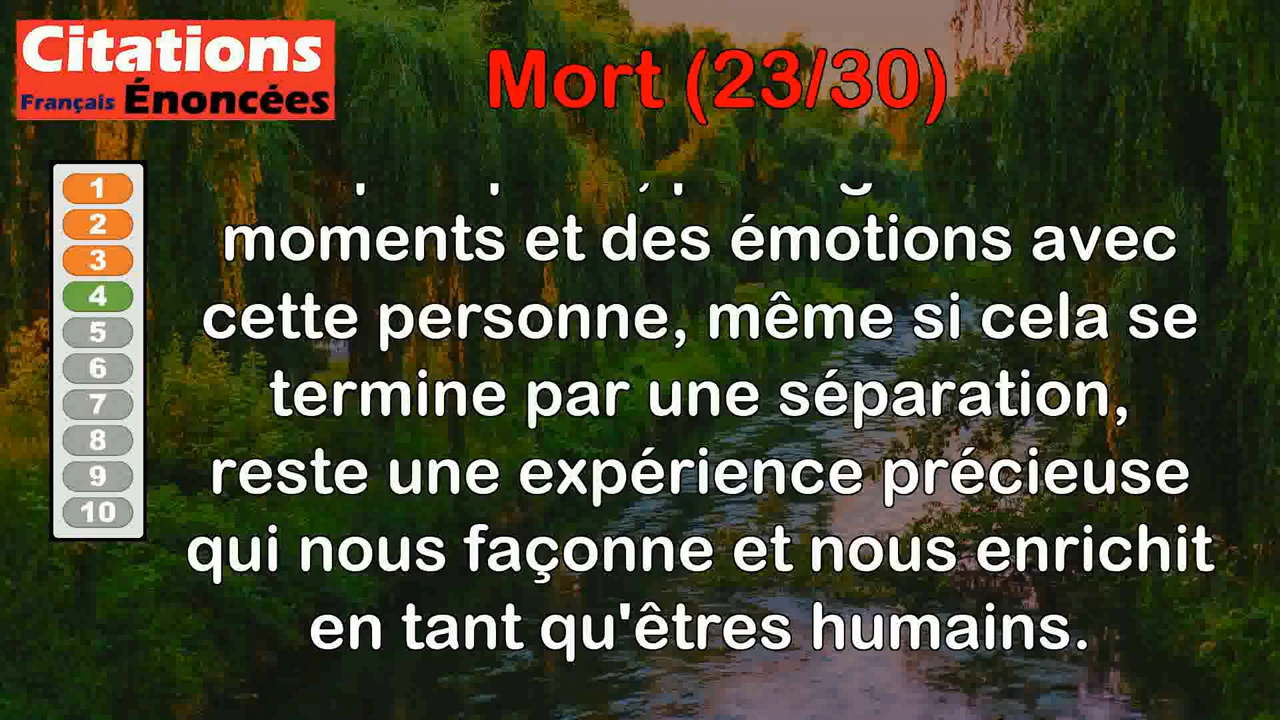 Citations
Français Énoncées
Mort (23/30)
1
2
3
4
5
6
7
8
9
10
moments et des émotions avec
cette personne, même si cela se
termine par une séparation,
reste une expérience précieuse
qui nous façonne et nous enrichit
en tant qu'êtres humains.